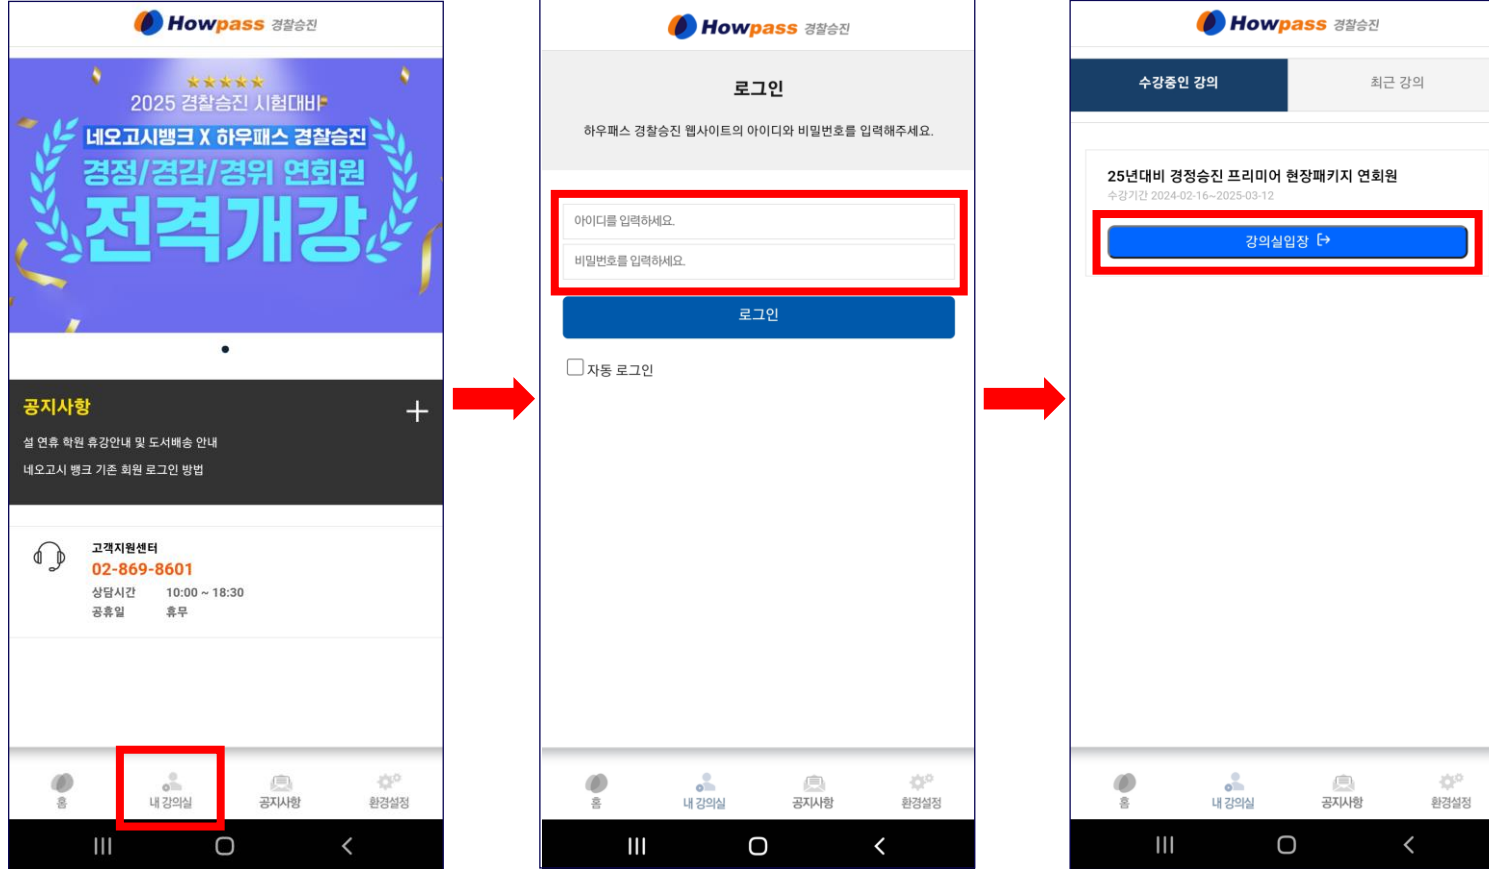 Howpass 경찰승진
2025 경찰승진 시험대비
네오고시뱅크 X 하우패스 경찰승진
경정/경감/경위 연회원
전격개강
공지사항
설 연휴 학원 휴강안내 및 도서배송 안내
네오고시 뱅크 기존 회원 로그인 방법
고객지원센터
02-869-8601
상담시간 10:00 ~ 18:30
공휴일 휴무
홈 내 강의실 공지사항 환경설정
Howpass 경찰승진
로그인
하우패스 경찰승진 웹사이트의 아이디와 비밀번호를 입력해주세요.
아이디를 입력하세요.
비밀번호를 입력하세요.
로그인
자동 로그인
홈 내 강의실 공지사항 환경설정
Howpass 경찰승진
수강중인 강의 최근 강의
25년대비 경정승진 프리미어 현장패키지 연회원
수강기간 2024-02-16~2025-03-12
강의실입장
홈 내 강의실 공지사항 환경설정